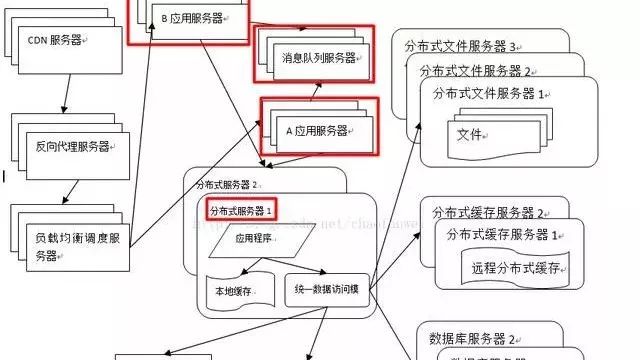 CDN 服务器
反向代理服务器
负载均衡调度服
务器
B 应用服务器
消息队列服务器
A 应用服务器
分布式服务器 2
分布式服务器 1
应用程序
本地缓存
统一数据访问模
分布式文件服务器 3
分布式文件服务器 2
分布式文件服务器 1
文件
分布式缓存服务器 2
分布式缓存服务器 1
远程分布式缓存
数据库服务器 2